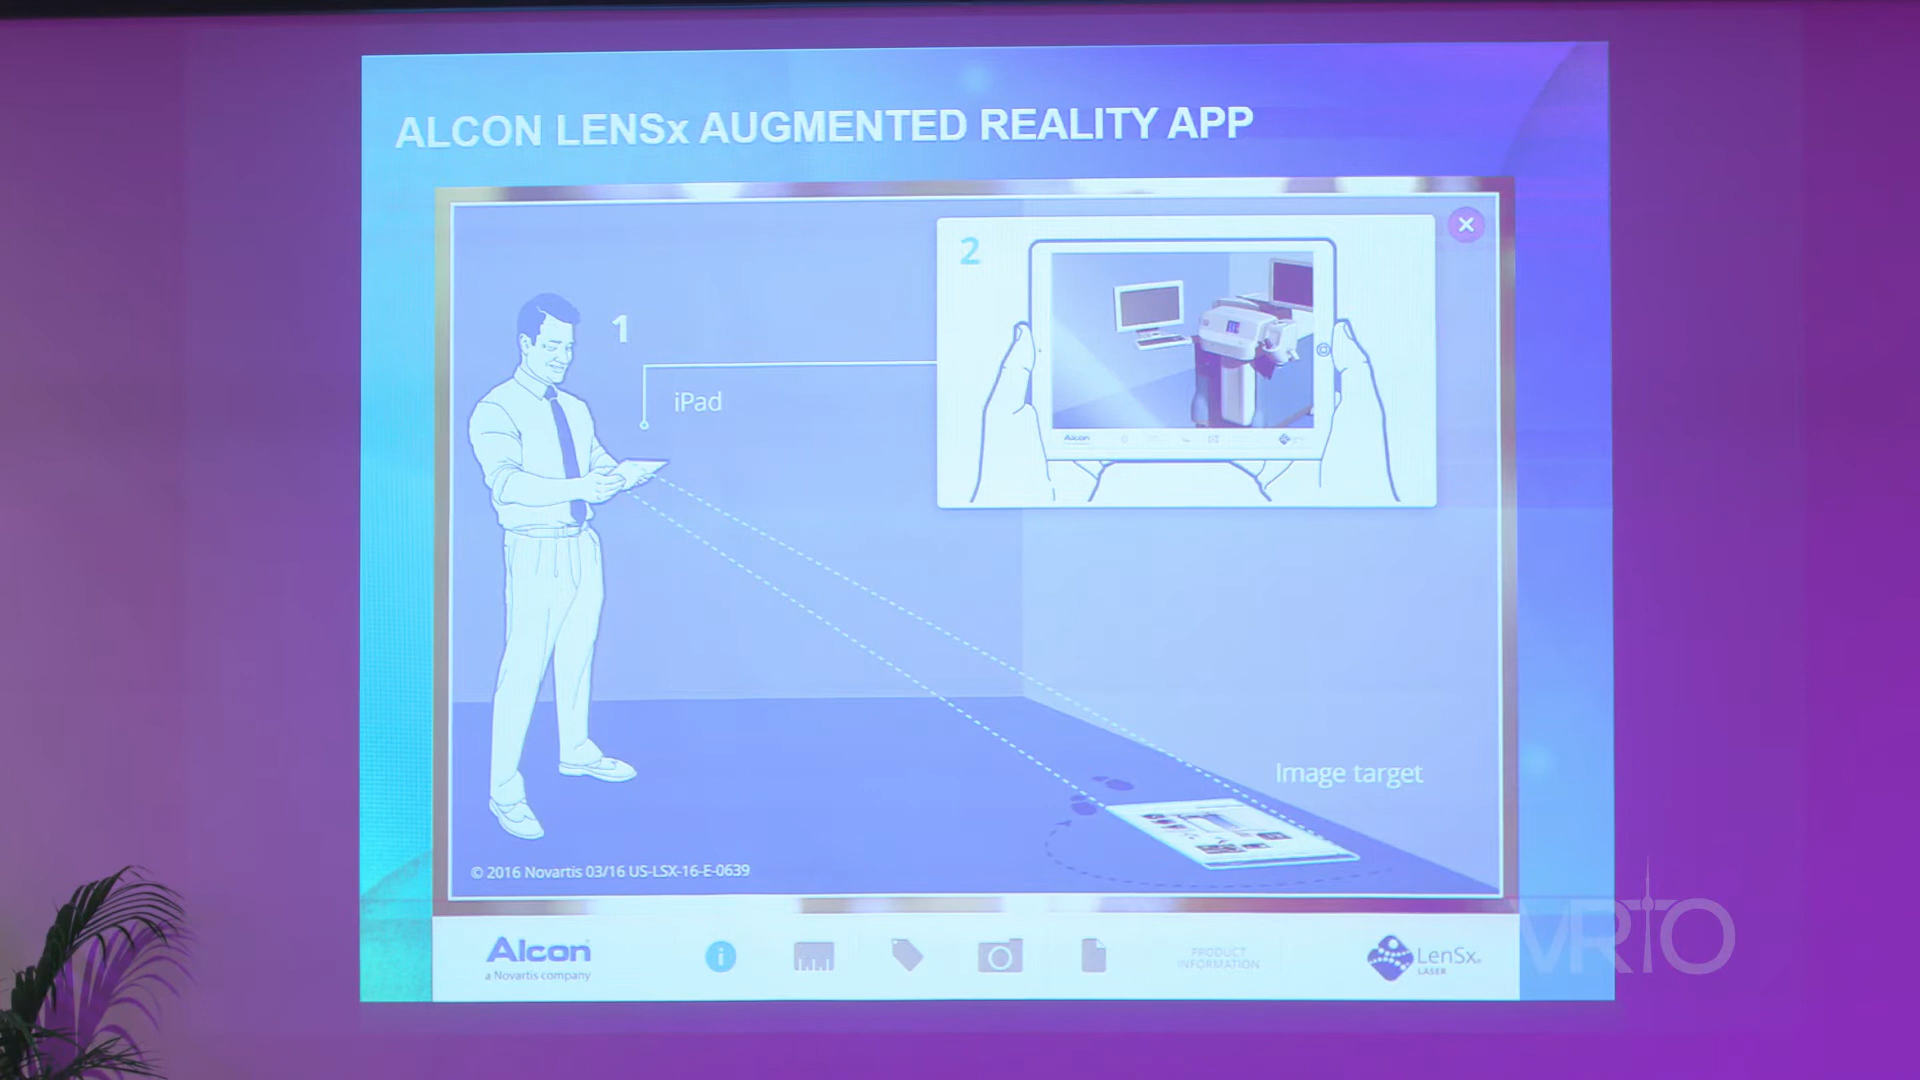 ALCON LENSx AUGMENTED REALITY APP
2
1
iPad
Alcon
Image target
© 2016 Novartis 03/16 US-LSX-16-E-0639
Alcon
a Novartis company
i
PRODUCT
INFORMATION
LenSx®
LASER
VRTO